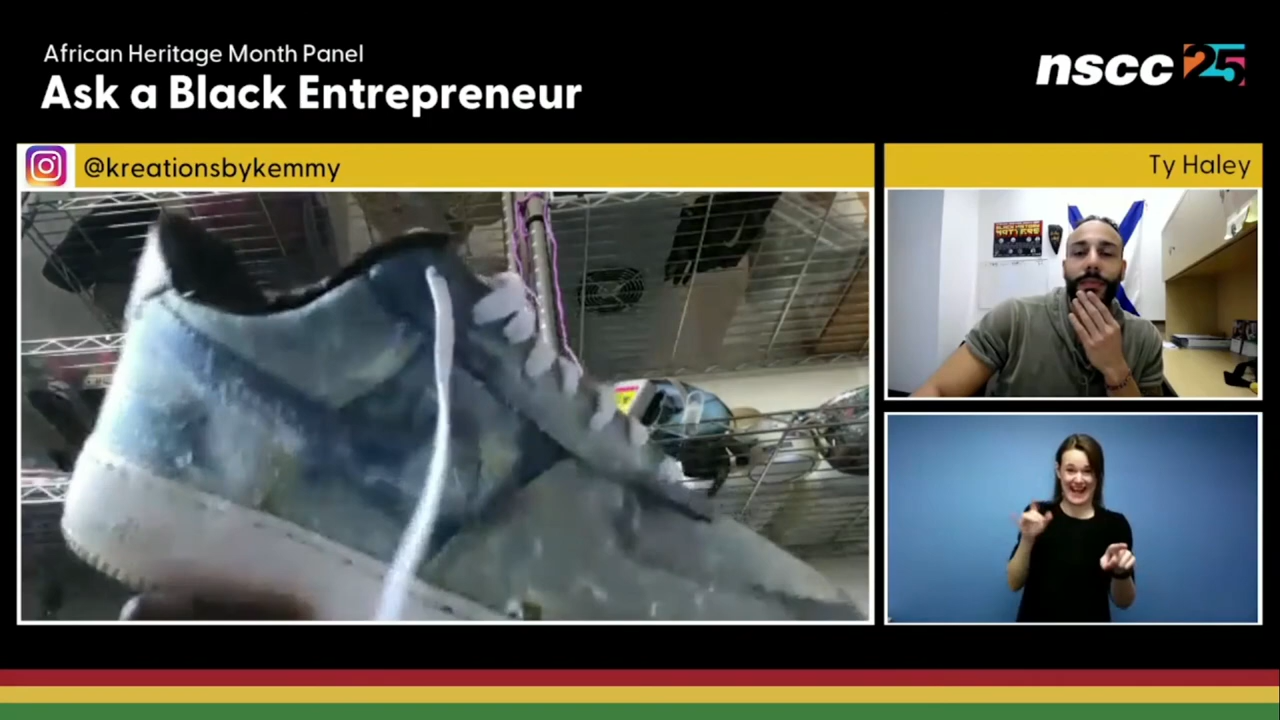 African Heritage Month Panel
Ask a Black Entrepreneur
nscc 25
@kreationsbykemmy
Ty Haley